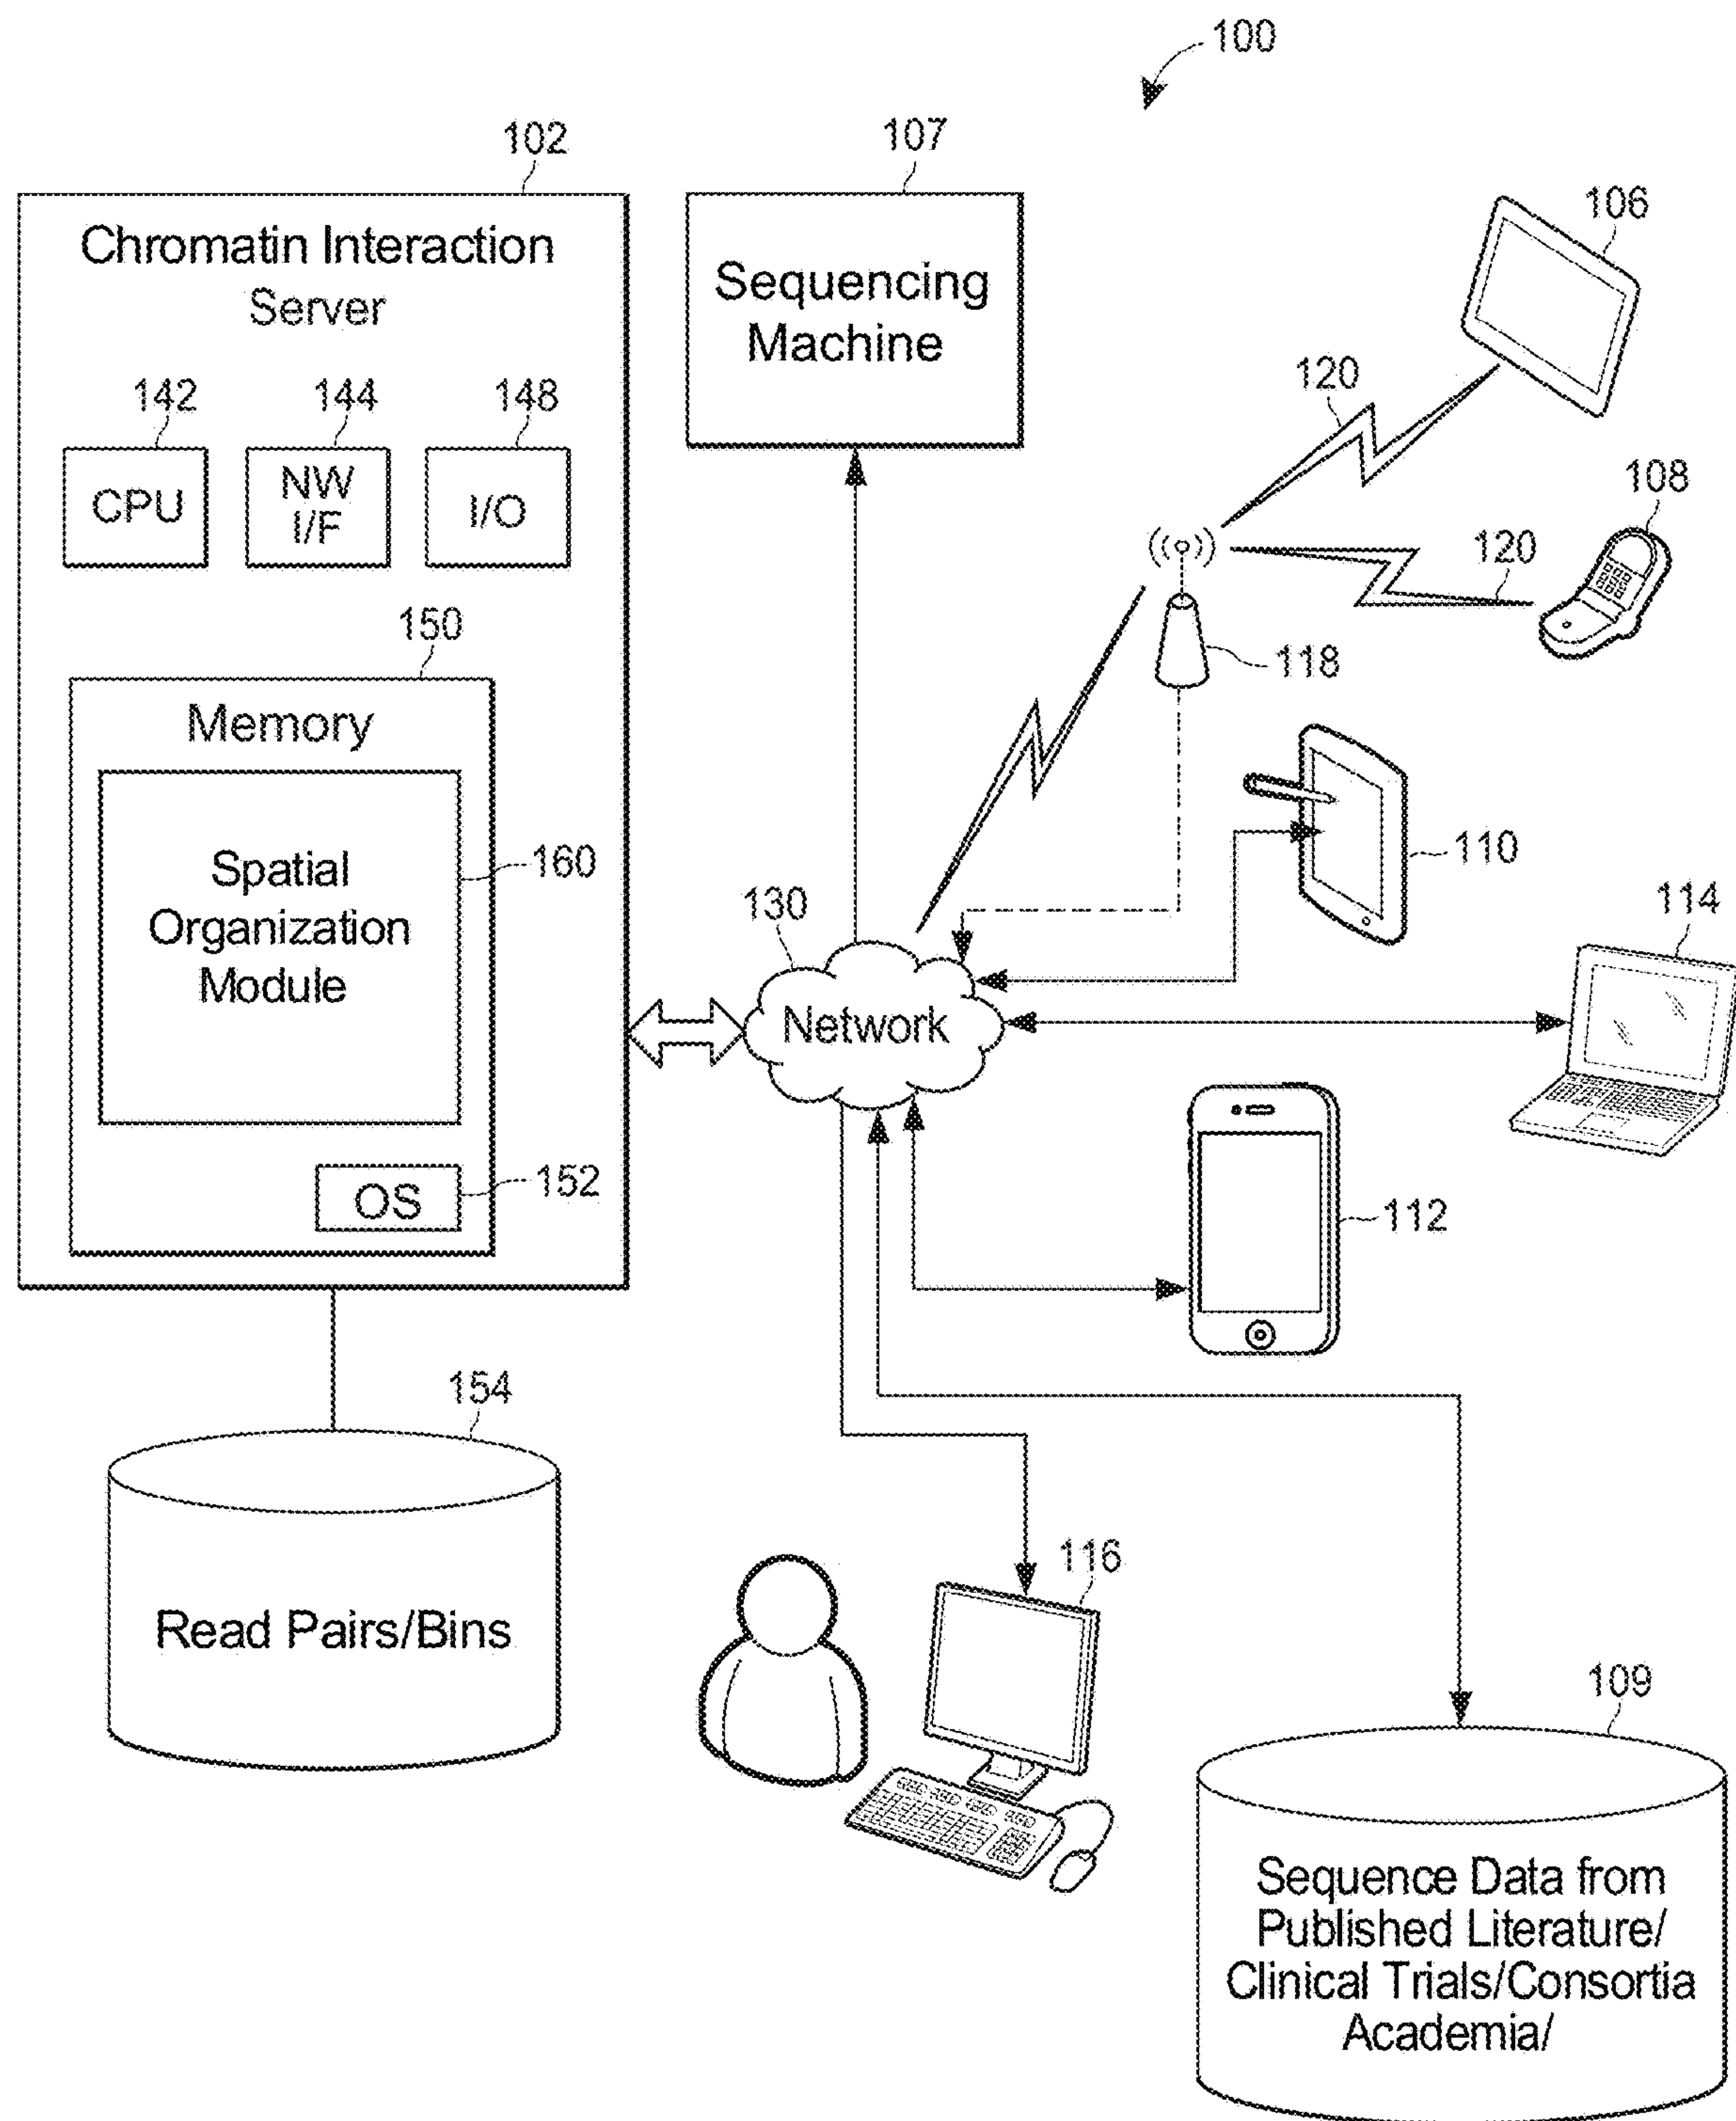 100
102
107
106
Chromatin Interaction
Server
Sequencing
Machine
142
144
148
120
CPU
NW
I/F
I/O
108
120
150
118
Memory
160
Spatial
Organization
Module
130
110
114
Network
152
OS
112
154
116
Read Pairs/Bins
109
Sequence Data from
Published Literature/
Clinical Trials/Consortia
Academia/